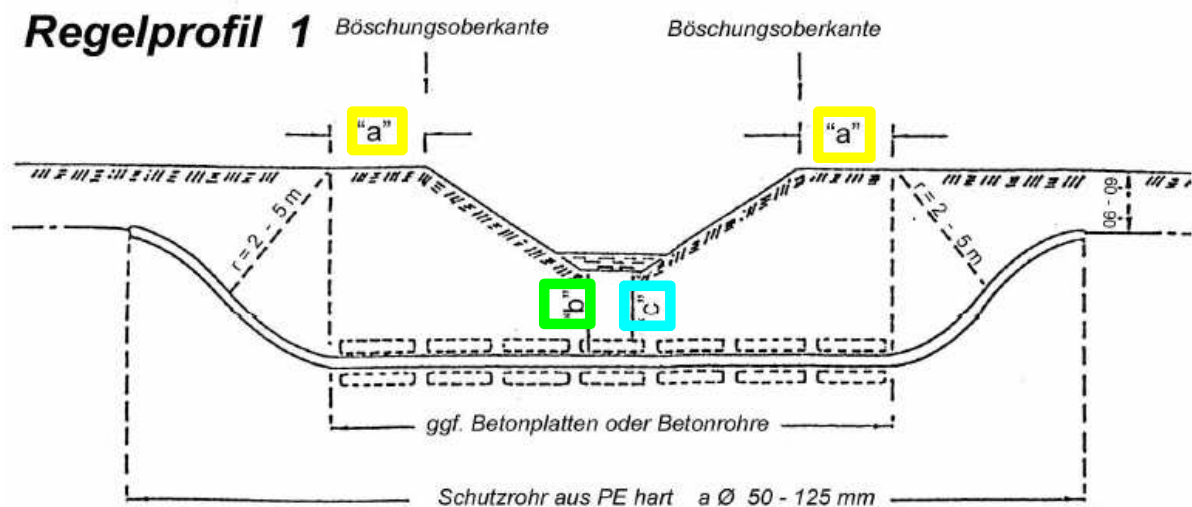 Regelprofil 1
Böschungsoberkante
Böschungsoberkante
"a"
"a"
r = 2 - 5 m
r = 2 - 5 m
60 - 90
"b"
"c"
ggf. Betonplatten oder Betonrohre
Schutzrohr aus PE hart a Ø 50 - 125 mm